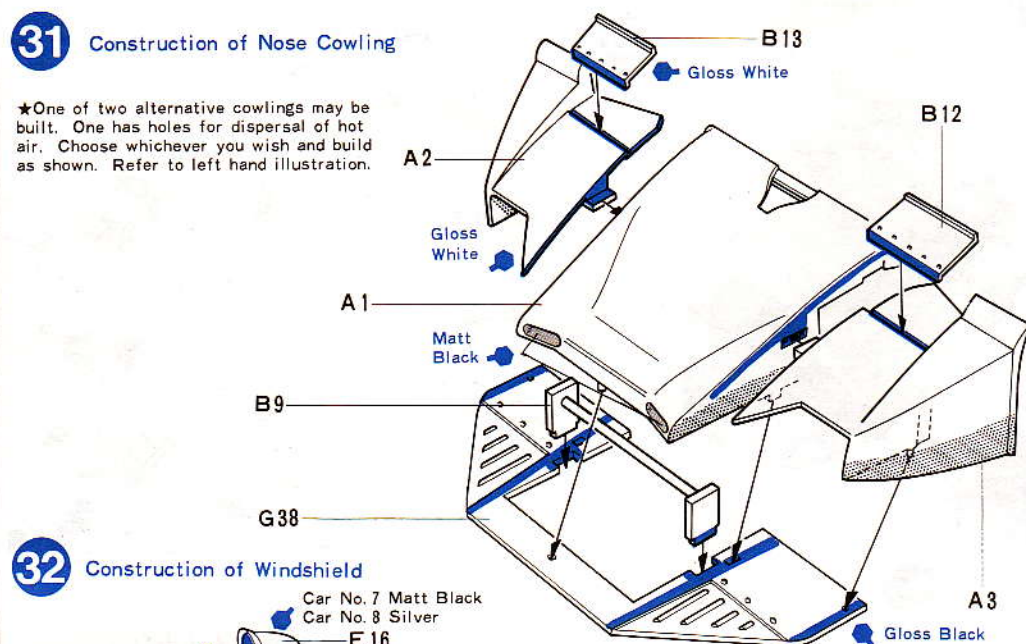 31 Construction of Nose Cowling
★One of two alternative cowlings may be
built. One has holes for dispersal of hot
air. Choose whichever you wish and build
as shown. Refer to left hand illustration.
B13
Gloss White
B12
A2
Gloss
White
A1
Matt
Black
B9
G38
A3
Gloss Black
32 Construction of Windshield
Car No. 7 Matt Black
Car No. 8 Silver
F16